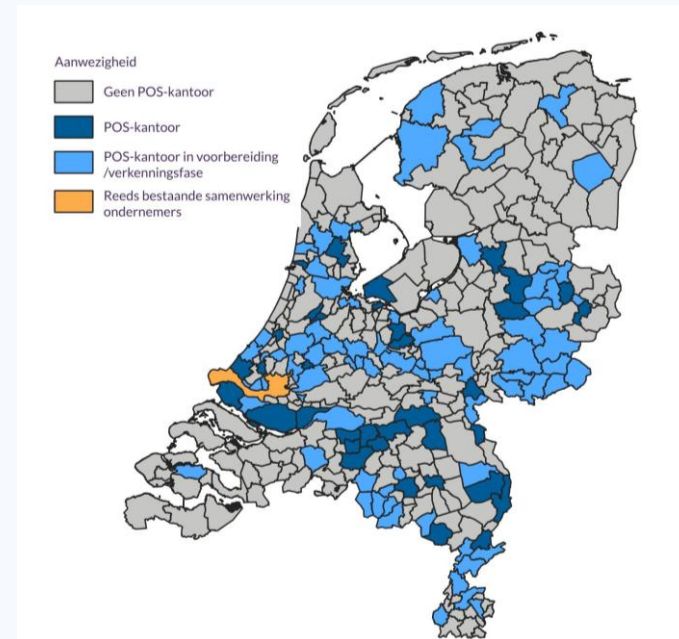 Aanwezigheid
Geen POS-kantoor
POS-kantoor
POS-kantoor in voorbereiding
/verkenningsfase
Reeds bestaande samenwerking
ondernemers